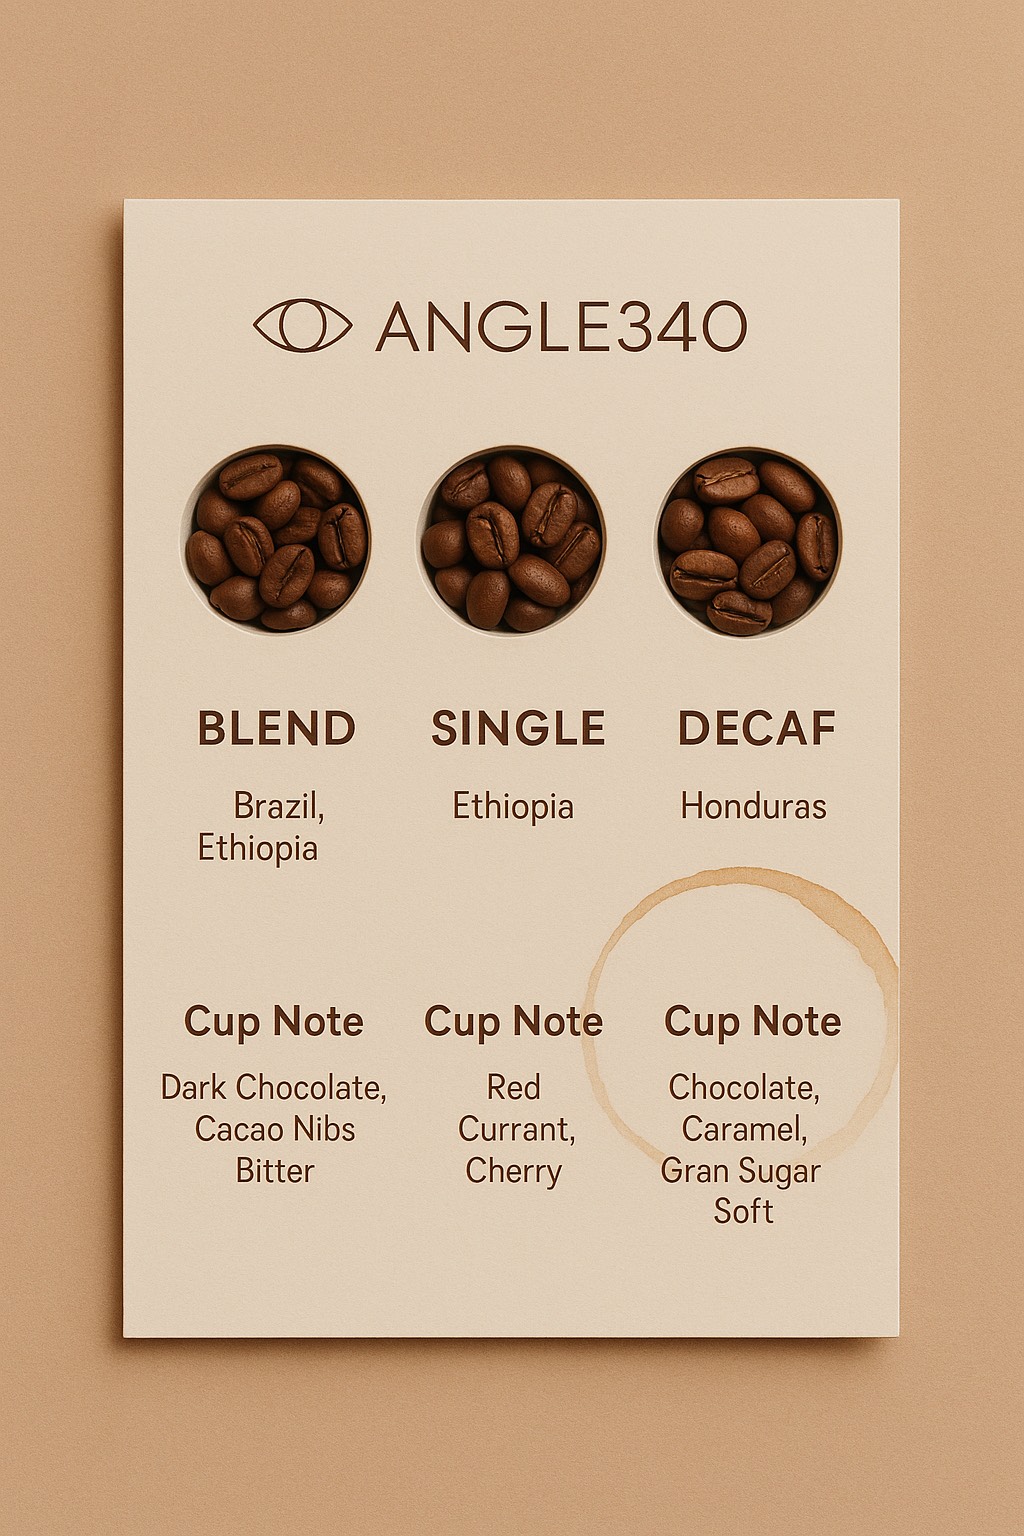 ANGLE340
BLEND
Brazil,
Ethiopia
Cup Note
Dark Chocolate,
Cacao Nibs
Bitter
SINGLE
Ethiopia
Cup Note
Red
Currant,
Cherry
DECAF
Honduras
Cup Note
Chocolate,
Caramel,
Gran Sugar
Soft